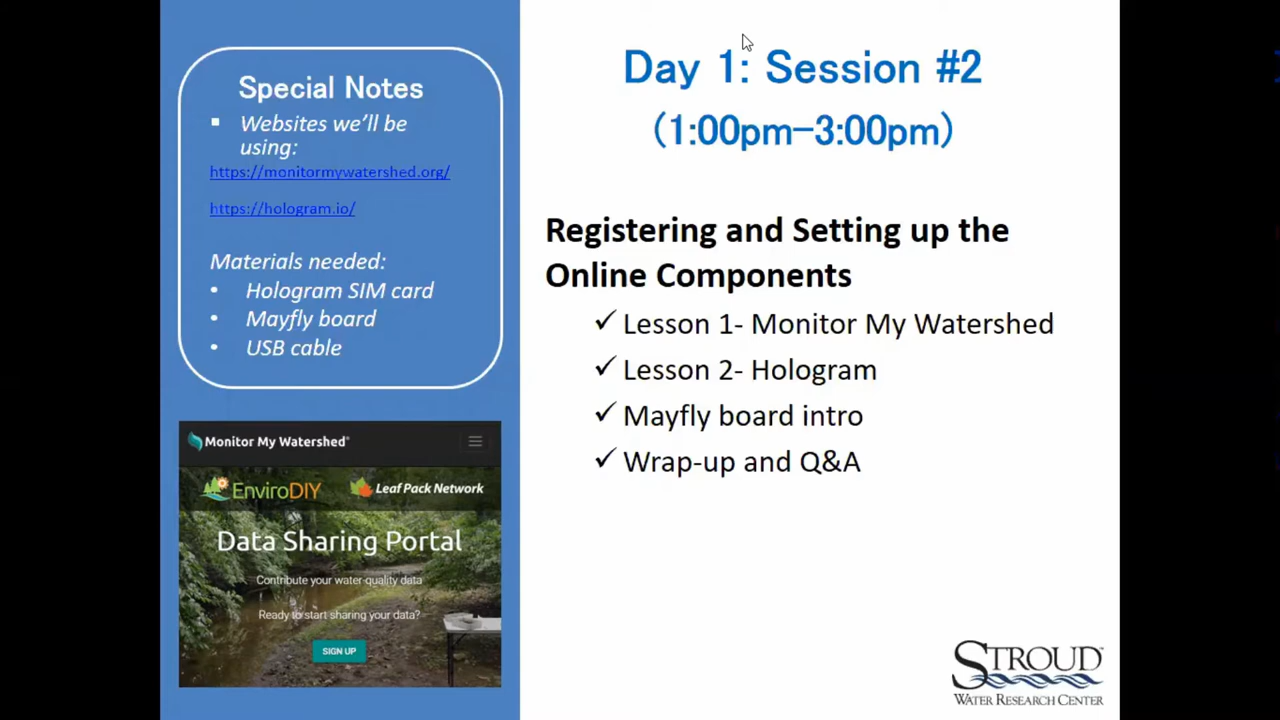 Special Notes
▪ Websites we'll be
using:
https://monitormywatershed.org/
https://hologram.io/
Materials needed:
• Hologram SIM card
• Mayfly board
• USB cable
Monitor My Watershed®
EnviroDIY
Leaf Pack Network
Data Sharing Portal
Contribute your water-quality data
Ready to start sharing your data?
SIGN UP
Day 1: Session #2
(1:00pm–3:00pm)
Registering and Setting up the
Online Components
✓ Lesson 1- Monitor My Watershed
✓ Lesson 2- Hologram
✓ Mayfly board intro
✓ Wrap-up and Q&A
STROUD™
WATER RESEARCH CENTER